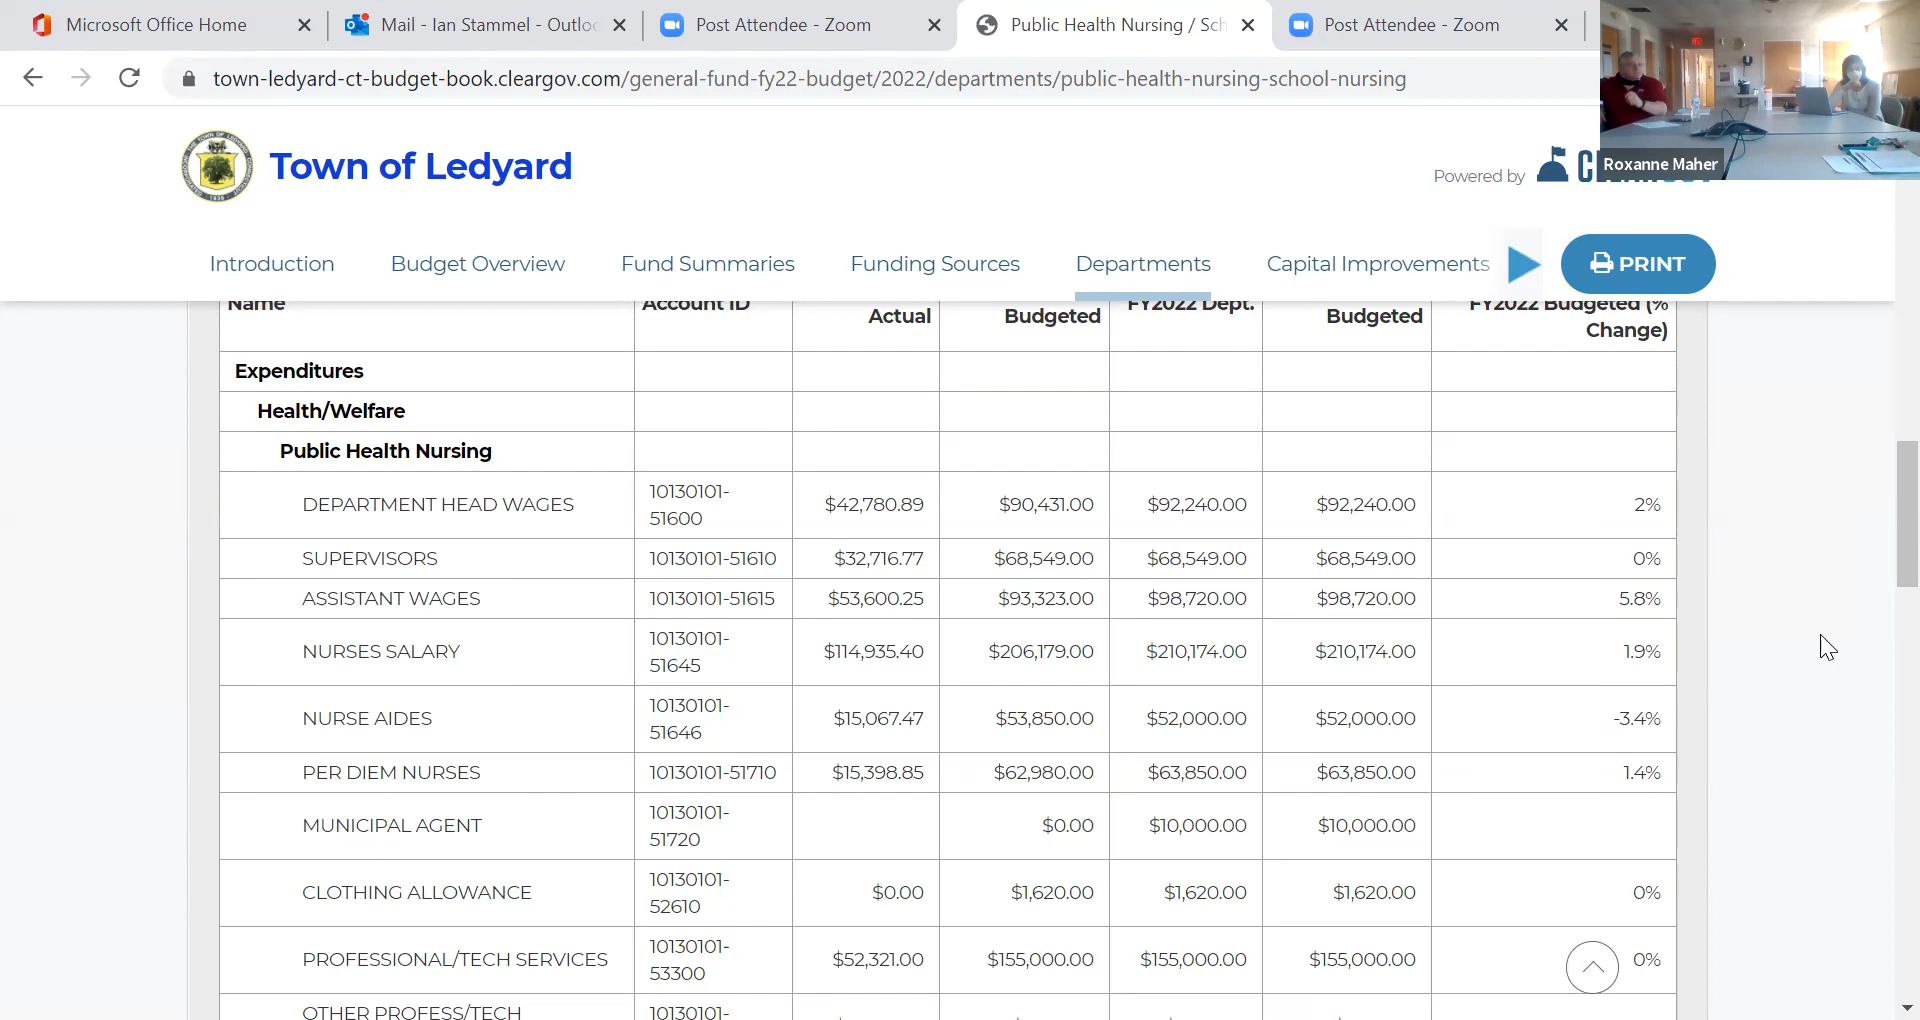 Microsoft Office Home
Mail - Ian Stammel - Outloo
Post Attendee - Zoom
Public Health Nursing / Sch
Post Attendee - Zoom
town-ledyard-ct-budget-book.cleargov.com/general-fund-fy22-budget/2022/departments/public-health-nursing-school-nursing
Roxanne Maher
Town of Ledyard
Powered by
Introduction Budget Overview Fund Summaries Funding Sources Departments Capital Improvements PRINT
Name Account ID Actual Budgeted FY2022 Dept. Budgeted FY2022 Budgeted (% Change)
Expenditures
Health/Welfare
Public Health Nursing
DEPARTMENT HEAD WAGES 10130101-51600 $42,780.89 $90,431.00 $92,240.00 $92,240.00 2%
SUPERVISORS 10130101-51610 $32,716.77 $68,549.00 $68,549.00 $68,549.00 0%
ASSISTANT WAGES 10130101-51615 $53,600.25 $93,323.00 $98,720.00 $98,720.00 5.8%
NURSES SALARY 10130101-51645 $114,935.40 $206,179.00 $210,174.00 $210,174.00 1.9%
NURSE AIDES 10130101-51646 $15,067.47 $53,850.00 $52,000.00 $52,000.00 -3.4%
PER DIEM NURSES 10130101-51710 $15,398.85 $62,980.00 $63,850.00 $63,850.00 1.4%
MUNICIPAL AGENT 10130101-51720 $0.00 $10,000.00 $10,000.00
CLOTHING ALLOWANCE 10130101-52610 $0.00 $1,620.00 $1,620.00 $1,620.00 0%
PROFESSIONAL/TECH SERVICES 10130101-53300 $52,321.00 $155,000.00 $155,000.00 $155,000.00 0%
OTHER PROFESS/TECH 10130101-